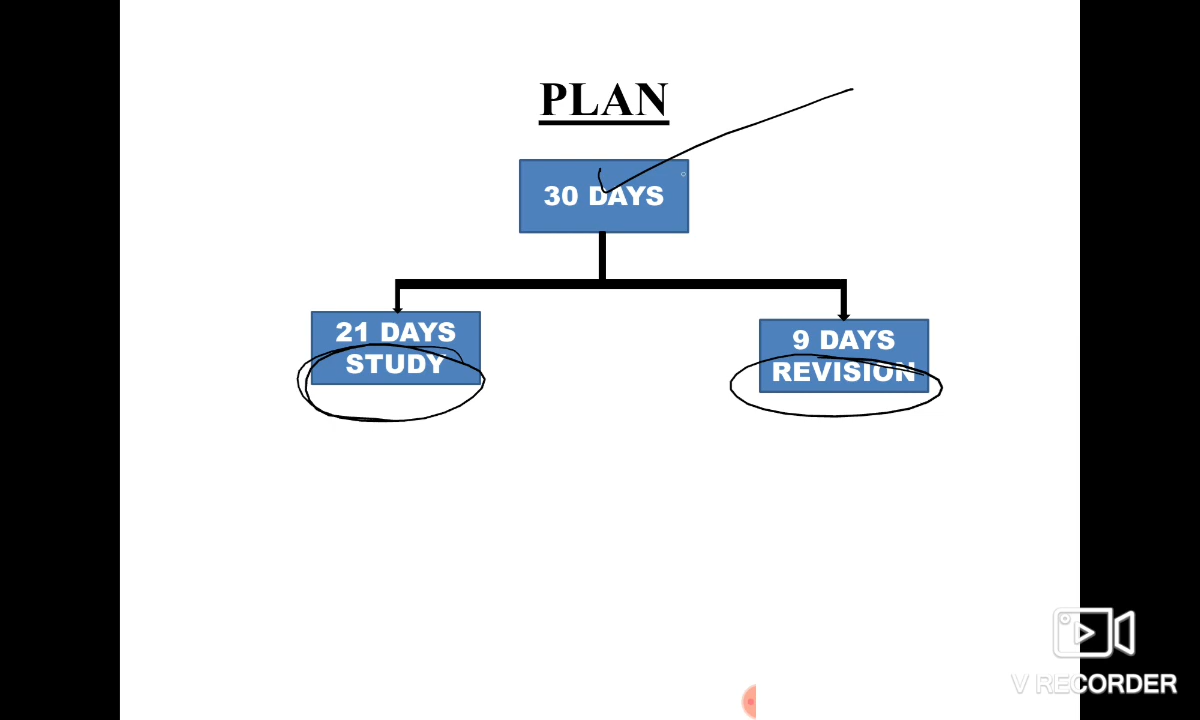 PLAN
30 DAYS
21 DAYS
STUDY
9 DAYS
REVISION
V RECORDER